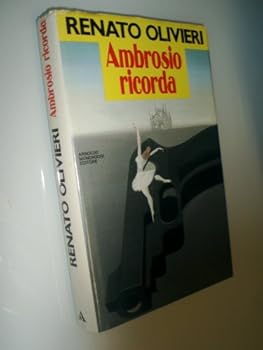 RENATO OLIVIERI
Ambrosio
ricorda
ARNOLDO
MONDADORI
EDITORE
RENATO OLIVIERI Ambrosio ricorda